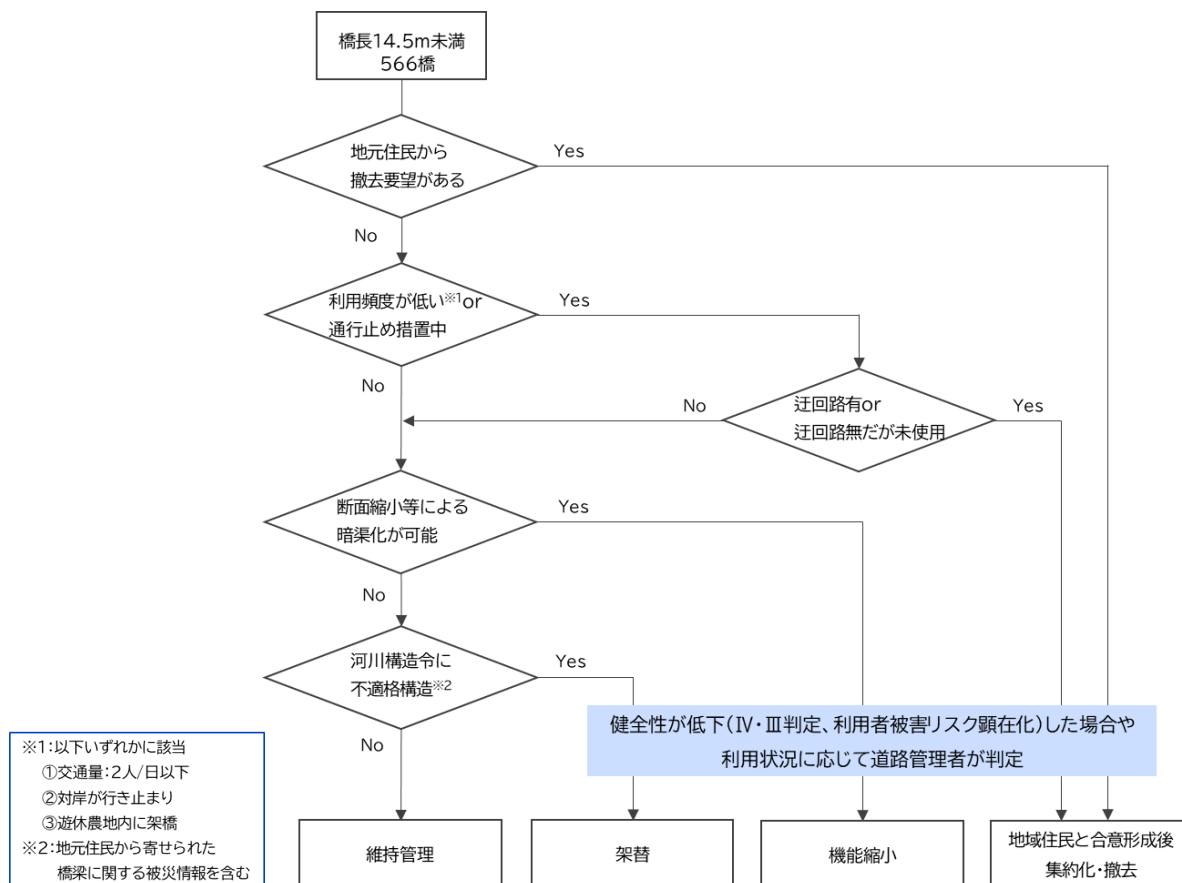 橋長14.5m未満
566橋
地元住民から
撤去要望がある
Yes
No
利用頻度が低い※1or
通行止め措置中
Yes
No
迂回路有or
迂回路無だが未使用
No
Yes
断面縮小等による
暗渠化が可能
Yes
No
河川構造令に
不適格構造※2
Yes
No
健全性が低下(Ⅳ・Ⅲ判定、利用者被害リスク顕在化)した場合や
利用状況に応じて道路管理者が判定
※1:以下いずれかに該当
①交通量:2人/日以下
②対岸が行き止まり
③遊休農地内に架橋
※2:地元住民から寄せられた
橋梁に関する被災情報を含む
維持管理
架替
機能縮小
地域住民と合意形成後
集約化・撤去